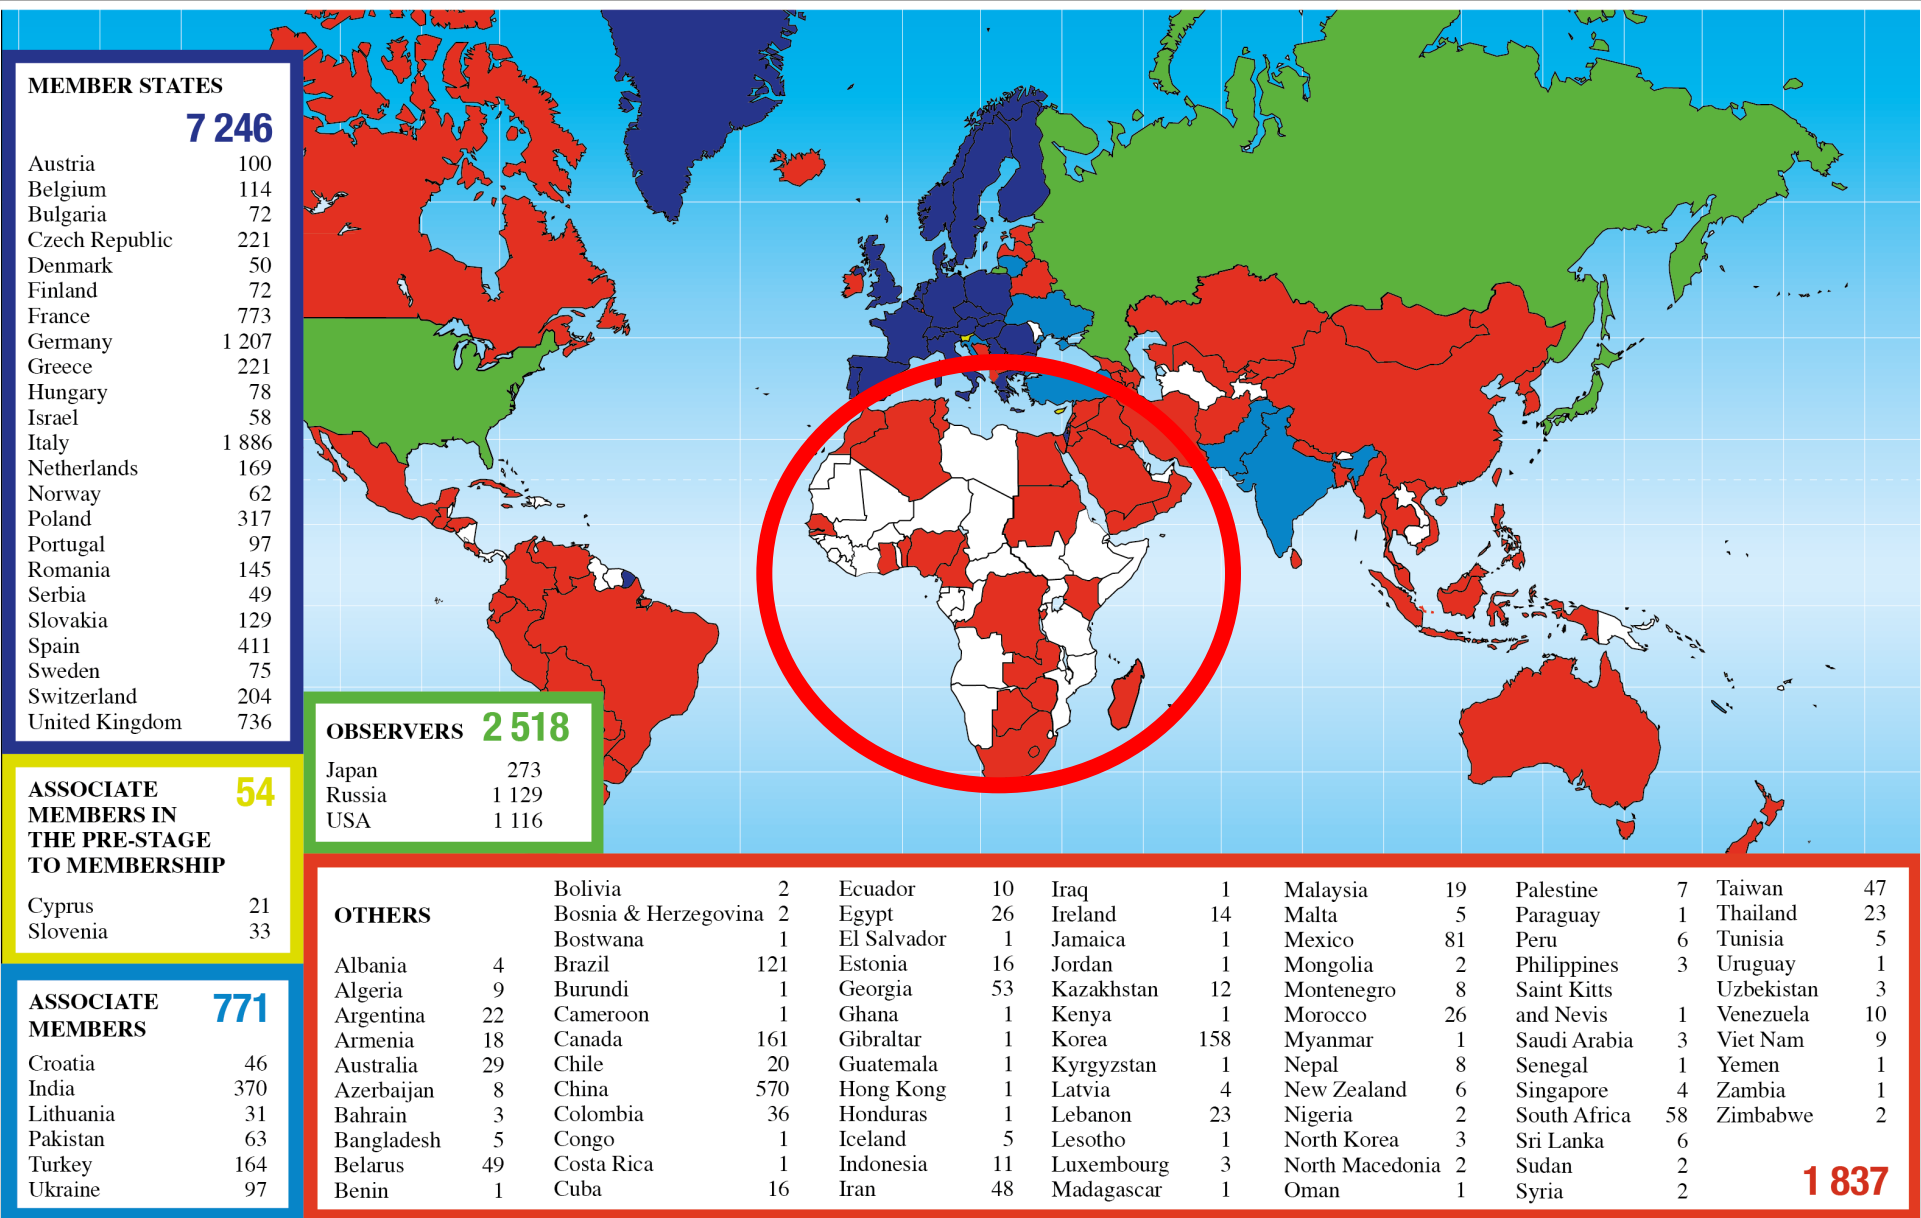 MEMBER STATES
7 246
Austria 100
Belgium 114
Bulgaria 72
Czech Republic 221
Denmark 50
Finland 72
France 773
Germany 1 207
Greece 221
Hungary 78
Israel 58
Italy 1 886
Netherlands 169
Norway 62
Poland 317
Portugal 97
Romania 145
Serbia 49
Slovakia 129
Spain 411
Sweden 75
Switzerland 204
United Kingdom 736
ASSOCIATE 54
MEMBERS IN
THE PRE-STAGE
TO MEMBERSHIP
Cyprus 21
Slovenia 33
ASSOCIATE 771
MEMBERS
Croatia 46
India 370
Lithuania 31
Pakistan 63
Turkey 164
Ukraine 97
OBSERVERS 2 518
Japan 273
Russia 1 129
USA 1 116
OTHERS
Albania 4
Algeria 9
Argentina 22
Armenia 18
Australia 29
Azerbaijan 8
Bahrain 3
Bangladesh 5
Belarus 49
Benin 1
Bolivia 2
Bosnia & Herzegovina 2
Bostwana 1
Brazil 121
Burundi 1
Cameroon 1
Canada 161
Chile 20
China 570
Colombia 36
Congo 1
Costa Rica 1
Cuba 16
Ecuador 10
Egypt 26
El Salvador 1
Estonia 16
Georgia 53
Ghana 1
Gibraltar 1
Guatemala 1
Hong Kong 1
Honduras 1
Iceland 5
Indonesia 11
Iran 48
Iraq 1
Ireland 14
Jamaica 1
Jordan 1
Kazakhstan 12
Kenya 1
Korea 158
Kyrgyzstan 1
Latvia 4
Lebanon 23
Lesotho 1
Luxembourg 3
Madagascar 1
Malaysia 19
Malta 5
Mexico 81
Mongolia 2
Montenegro 8
Morocco 26
Myanmar 1
Nepal 8
New Zealand 6
Nigeria 2
North Korea 3
North Macedonia 2
Oman 1
Palestine 7
Paraguay 1
Peru 6
Philippines 3
Saint Kitts
and Nevis 1
Saudi Arabia 3
Senegal 1
Singapore 4
South Africa 58
Sri Lanka 6
Sudan 2
Syria 2
Taiwan 47
Thailand 23
Tunisia 5
Uruguay 1
Uzbekistan 3
Venezuela 10
Viet Nam 9
Yemen 1
Zambia 1
Zimbabwe 2
1 837